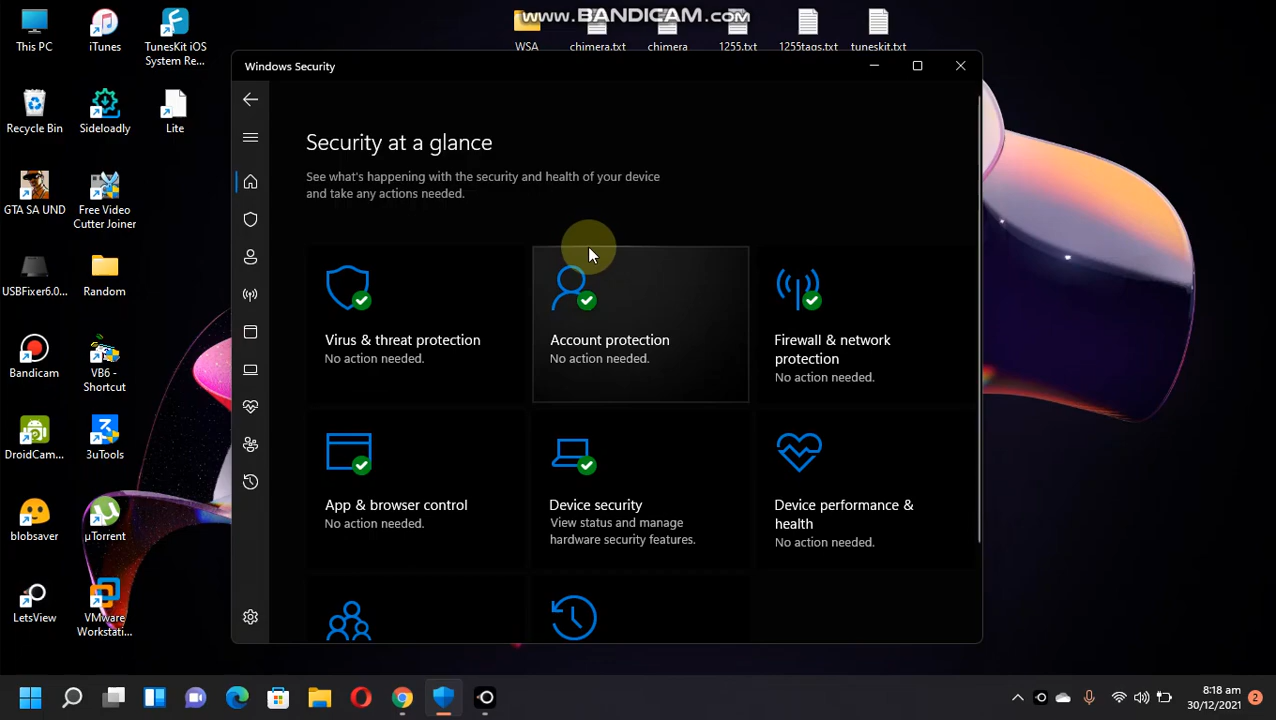 www.BANDICAM.com
This PC
iTunes
TunesKit iOS
System Re...
WSA
chimera.txt
chimera
1255.txt
1255tags.txt
tuneskit.txt
Recycle Bin
Sideloadly
Lite
GTA SA UND
Free Video
Cutter Joiner
USBFixer6.0...
Random
Bandicam
VB6 -
Shortcut
DroidCam...
3uTools
blobsaver
µTorrent
LetsView
VMware
Workstati...
Windows Security
Security at a glance
See what's happening with the security and health of your device
and take any actions needed.
Virus & threat protection
No action needed.
Account protection
No action needed.
Firewall & network
protection
No action needed.
App & browser control
No action needed.
Device security
View status and manage
hardware security features.
Device performance &
health
No action needed.
8:18 am
30/12/2021
2